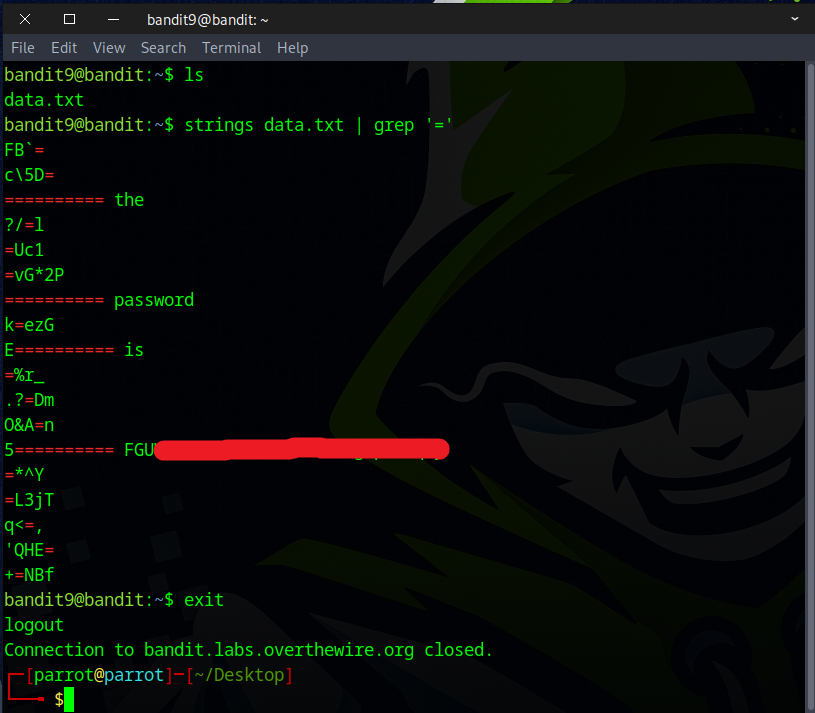 bandit9@bandit: ~
File Edit View Search Terminal Help
bandit9@bandit:~$ ls
data.txt
bandit9@bandit:~$ strings data.txt | grep '='
FB`=
c\5D=
========== the
?/=l
=Uc1
=vG*2P
========== password
k=ezG
E========== is
=%r_
.?=Dm
O&A=n
5========== FGU
=*^Y
=L3jT
q<=,
'QHE=
+=NBf
bandit9@bandit:~$ exit
logout
Connection to bandit.labs.overthewire.org closed.
┌─[parrot@parrot]─[~/Desktop]
└──╼ $